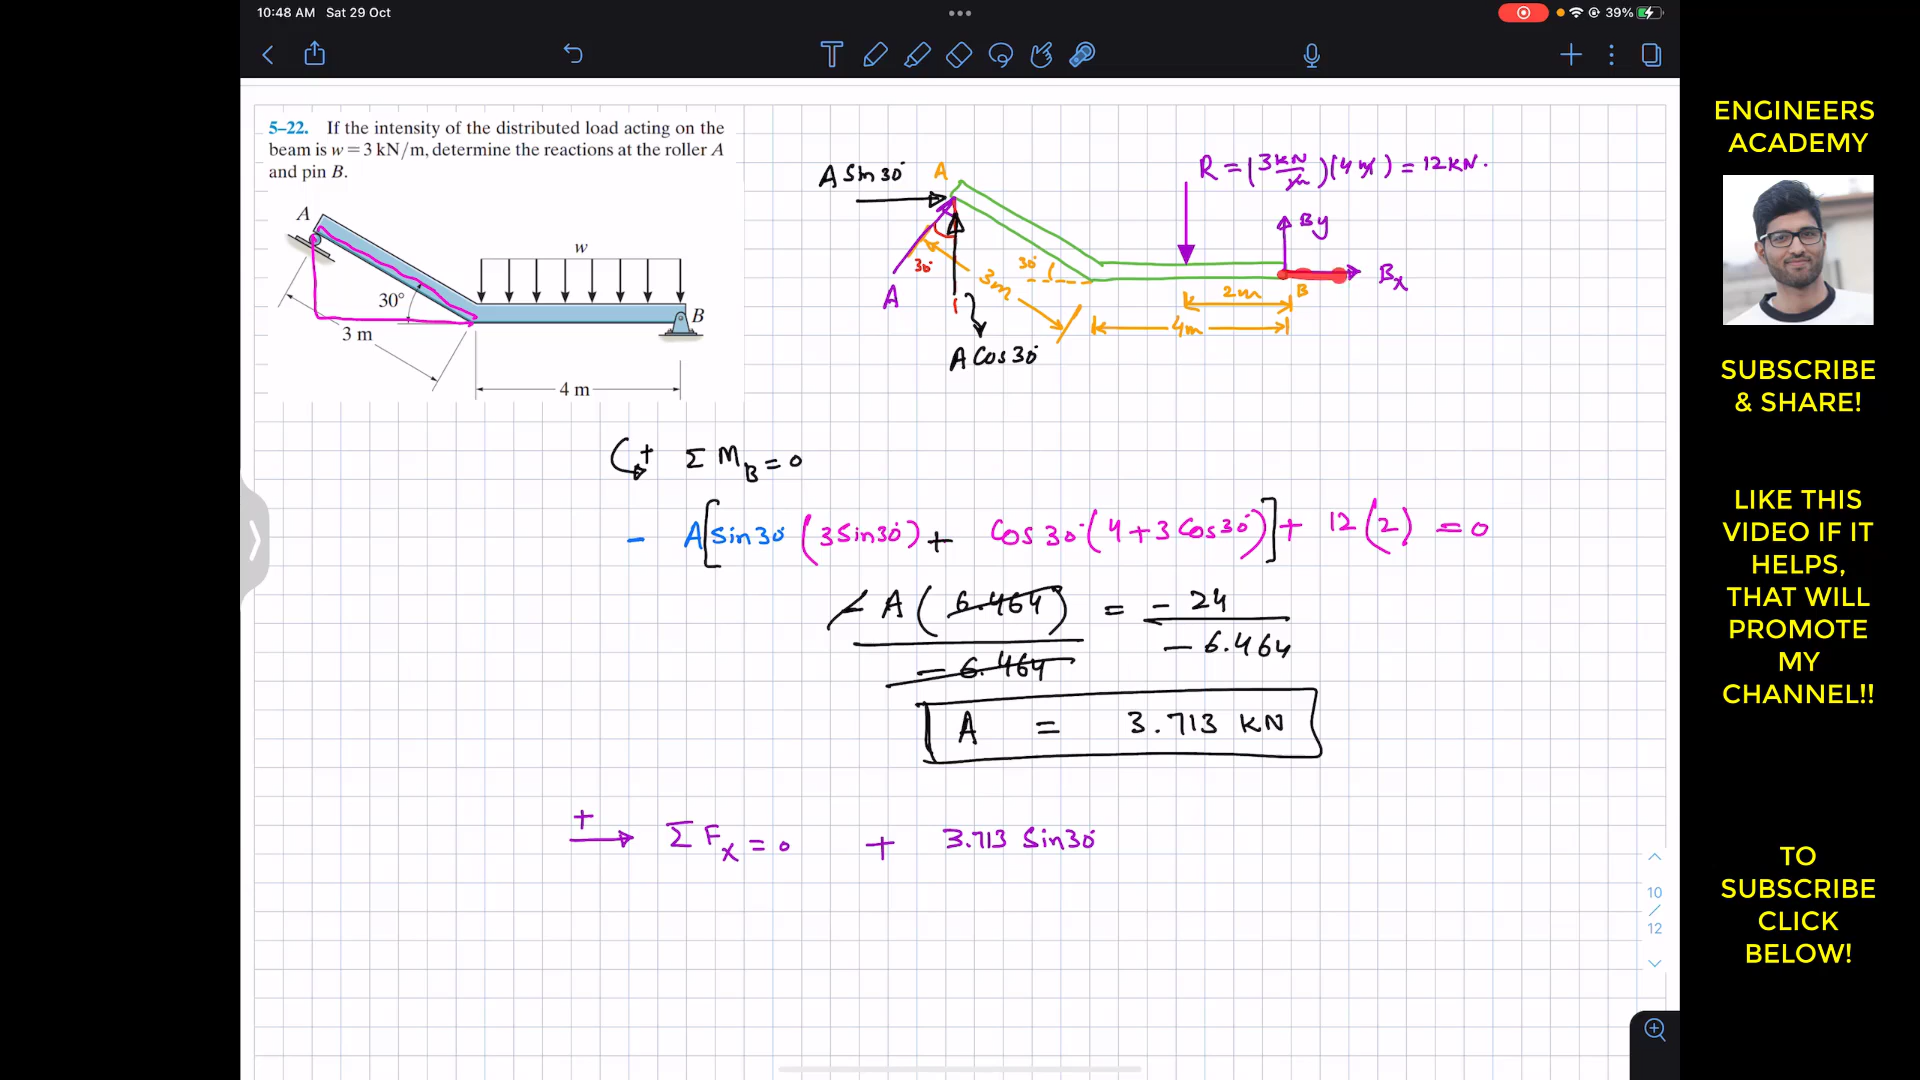 10:48 AM Sat 29 Oct
39%
5–22. If the intensity of the distributed load acting on the
beam is w = 3 kN/m, determine the reactions at the roller A
and pin B.
A
w
30°
B
3 m
4 m
A Sin 30°
A
R = (3 kN/m)(4 m) = 12 KN.
By
Bx
30°
30°
3m
A
2m
B
4m
A Cos 30°
+ Σ M_B = 0
- A[Sin 30° (3 Sin 30°) + Cos 30° (4 + 3 Cos 30°)] + 12 (2) = 0
- A (6.464) = - 24
- 6.464 - 6.464
A = 3.713 KN
+ Σ F_x = 0 + 3.713 Sin 30°
10
/
12
ENGINEERS
ACADEMY
SUBSCRIBE
& SHARE!
LIKE THIS
VIDEO IF IT
HELPS,
THAT WILL
PROMOTE
MY
CHANNEL!!
TO
SUBSCRIBE
CLICK
BELOW!